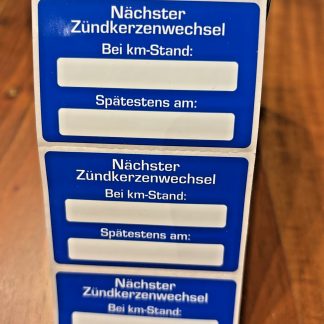 Nächster
Zündkerzenwechsel
Bei km-Stand:
Spätestens am:
Nächster
Zündkerzenwechsel
Bei km-Stand:
Spätestens am:
Nächster
Zündkerzenwechsel
Bei km-Stand: